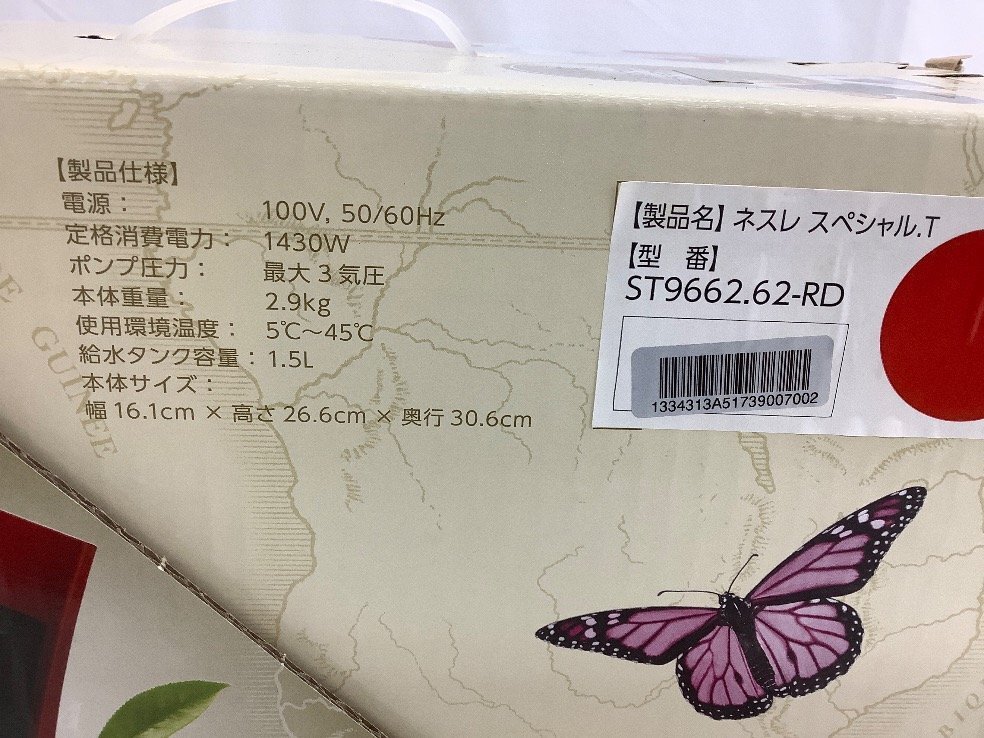 【製品仕様】
電源： 100V, 50/60Hz
定格消費電力： 1430W
ポンプ圧力： 最大３気圧
本体重量： 2.9kg
使用環境温度： 5℃～45℃
給水タンク容量： 1.5L
本体サイズ：
幅 16.1cm × 高さ 26.6cm × 奥行 30.6cm
【製品名】ネスレ スペシャル.T
【型　番】
ST9662.62-RD
1334313A51739007002
GUINEE